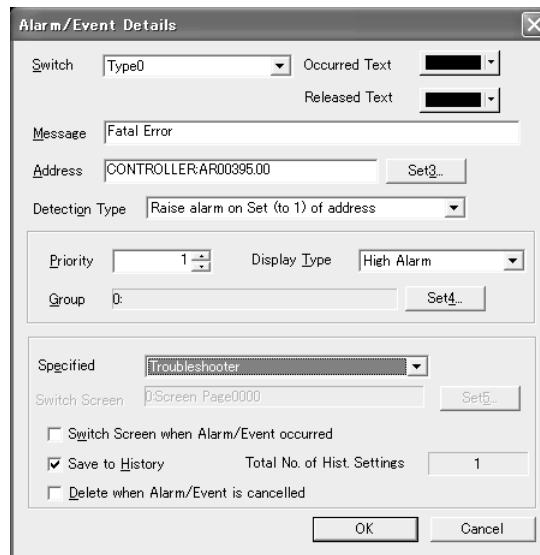 Alarm/Event Details
Switch Type0 Occurred Text
Released Text
Message Fatal Error
Address CONTROLLER:AR00395.00 Set3...
Detection Type Raise alarm on Set (to 1) of address
Priority 1 Display Type High Alarm
Group 0: Set4...
Specified Troubleshooter
Switch Screen 0:Screen Page0000 Set5...
Switch Screen when Alarm/Event occurred
Save to History Total No. of Hist. Settings 1
Delete when Alarm/Event is cancelled
OK Cancel